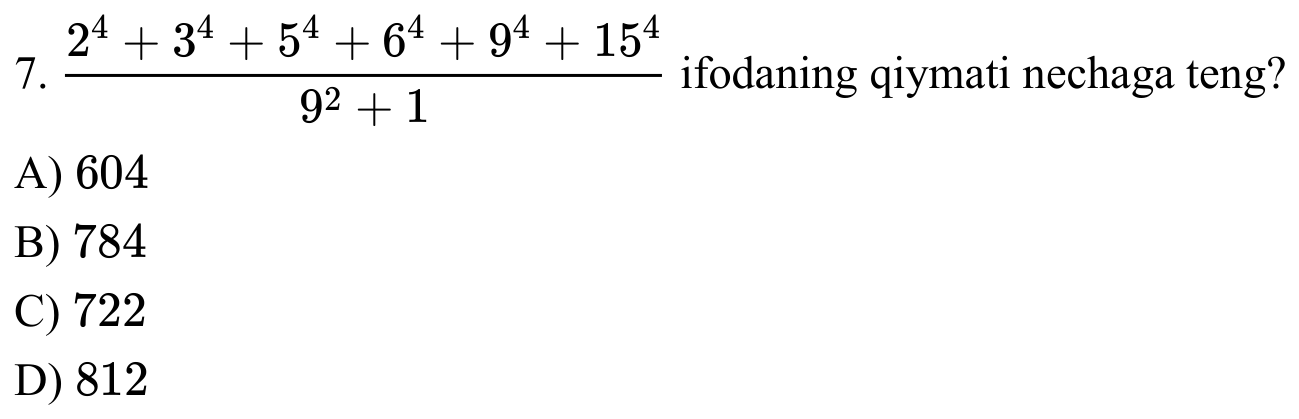 7. \frac{2^4 + 3^4 + 5^4 + 6^4 + 9^4 + 15^4}{9^2 + 1} ifodaning qiymati nechaga teng?
A) 604
B) 784
C) 722
D) 812